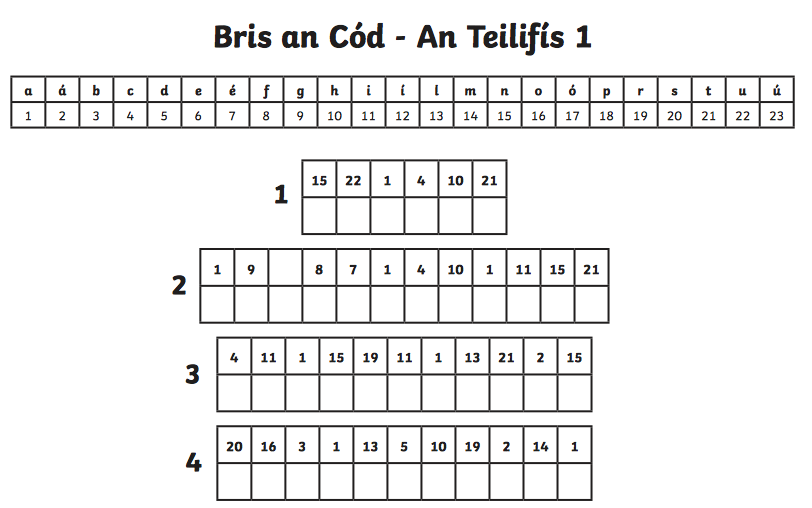 Bris an Cód - An Teilifís 1
a á b c d e é f g h i í l m n o ó p r s t u ú
1 2 3 4 5 6 7 8 9 10 11 12 13 14 15 16 17 18 19 20 21 22 23
1 15 22 1 4 10 21
2 1 9 8 7 1 4 10 1 11 15 21
3 4 11 1 15 19 11 1 13 21 2 15
4 20 16 3 1 13 5 10 19 2 14 1